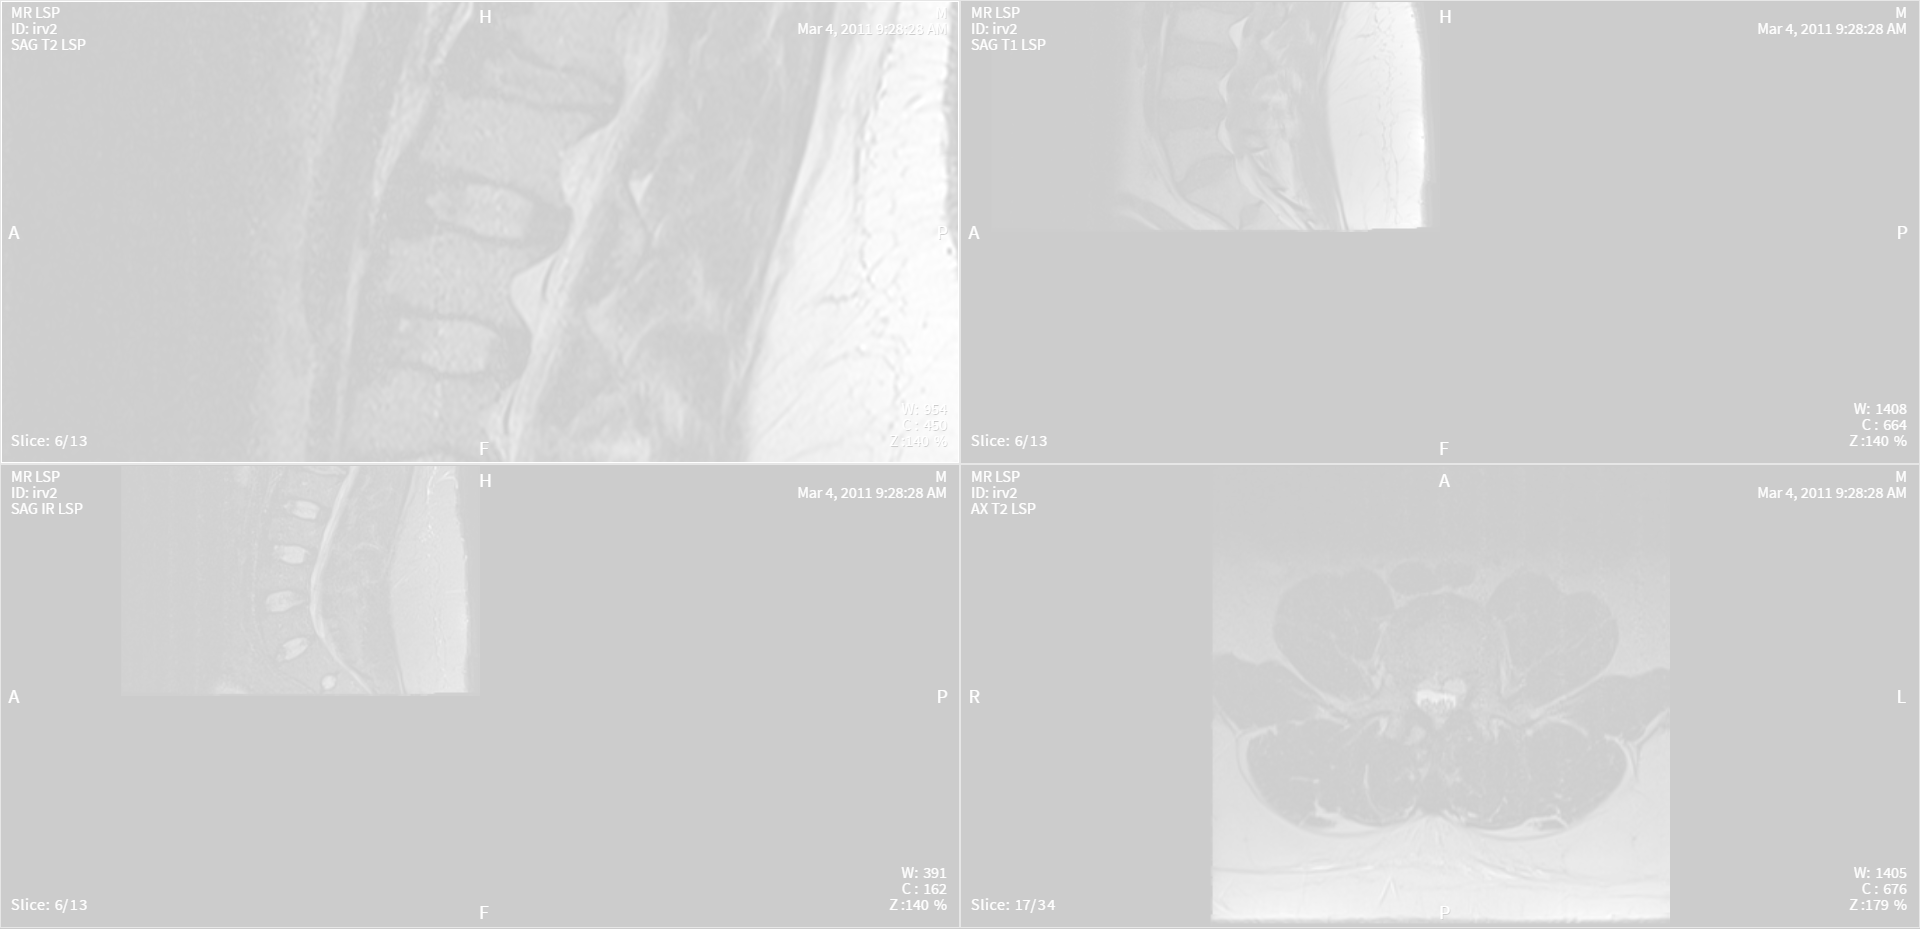 MR LSP
ID: irv2
SAG T2 LSP
H
M
Mar 4, 2011 9:28:28 AM
A
P
W: 954
C : 450
Z :140 %
Slice: 6/13
F
MR LSP
ID: irv2
SAG T1 LSP
H
M
Mar 4, 2011 9:28:28 AM
A
P
W: 1408
C : 664
Z :140 %
Slice: 6/13
F
MR LSP
ID: irv2
SAG IR LSP
H
M
Mar 4, 2011 9:28:28 AM
A
P
W: 391
C : 162
Z :140 %
Slice: 6/13
F
MR LSP
ID: irv2
AX T2 LSP
A
M
Mar 4, 2011 9:28:28 AM
R
L
W: 1405
C : 676
Z :179 %
Slice: 17/34
P